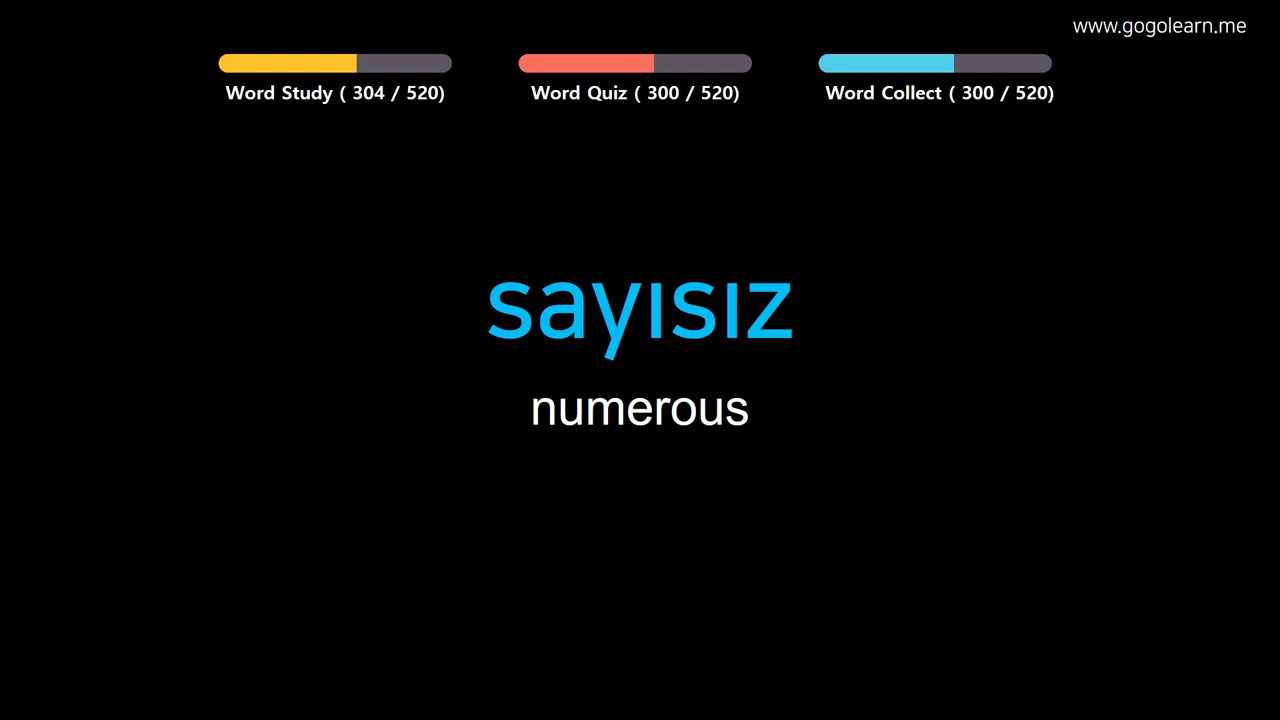 www.gogolearn.me
Word Study ( 304 / 520)
Word Quiz ( 300 / 520)
Word Collect ( 300 / 520)
sayısız
numerous